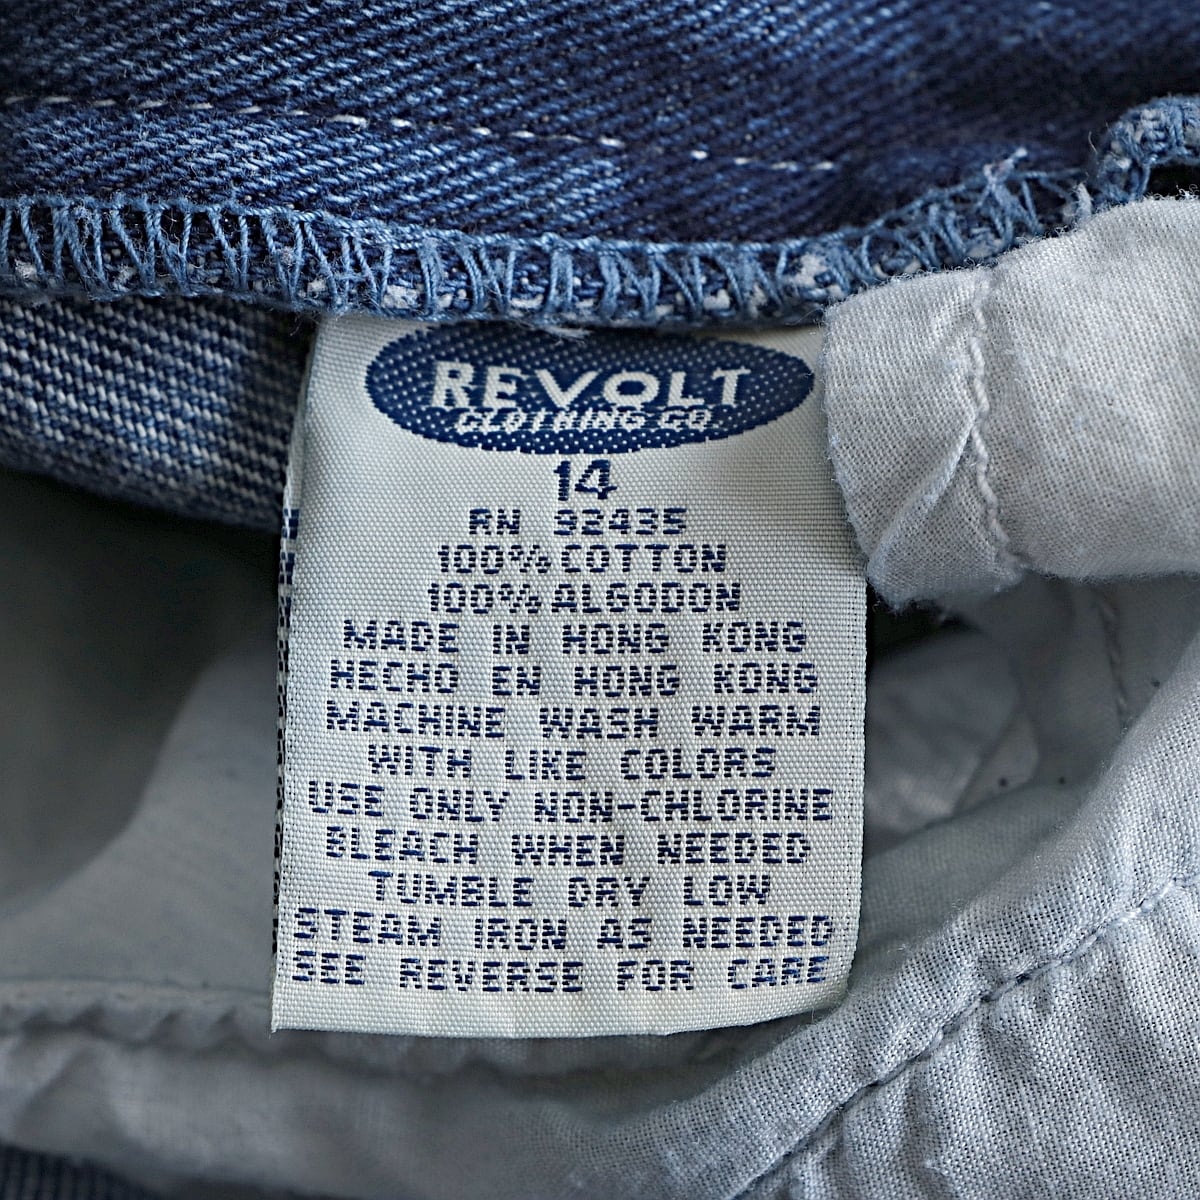 REVOLT
CLOTHING CO.
14
RN 92435
100% COTTON
100% ALGODON
MADE IN HONG KONG
HECHO EN HONG KONG
MACHINE WASH WARM
WITH LIKE COLORS
USE ONLY NON-CHLORINE
BLEACH WHEN NEEDED
TUMBLE DRY LOW
STEAM IRON AS NEEDED
SEE REVERSE FOR CARE